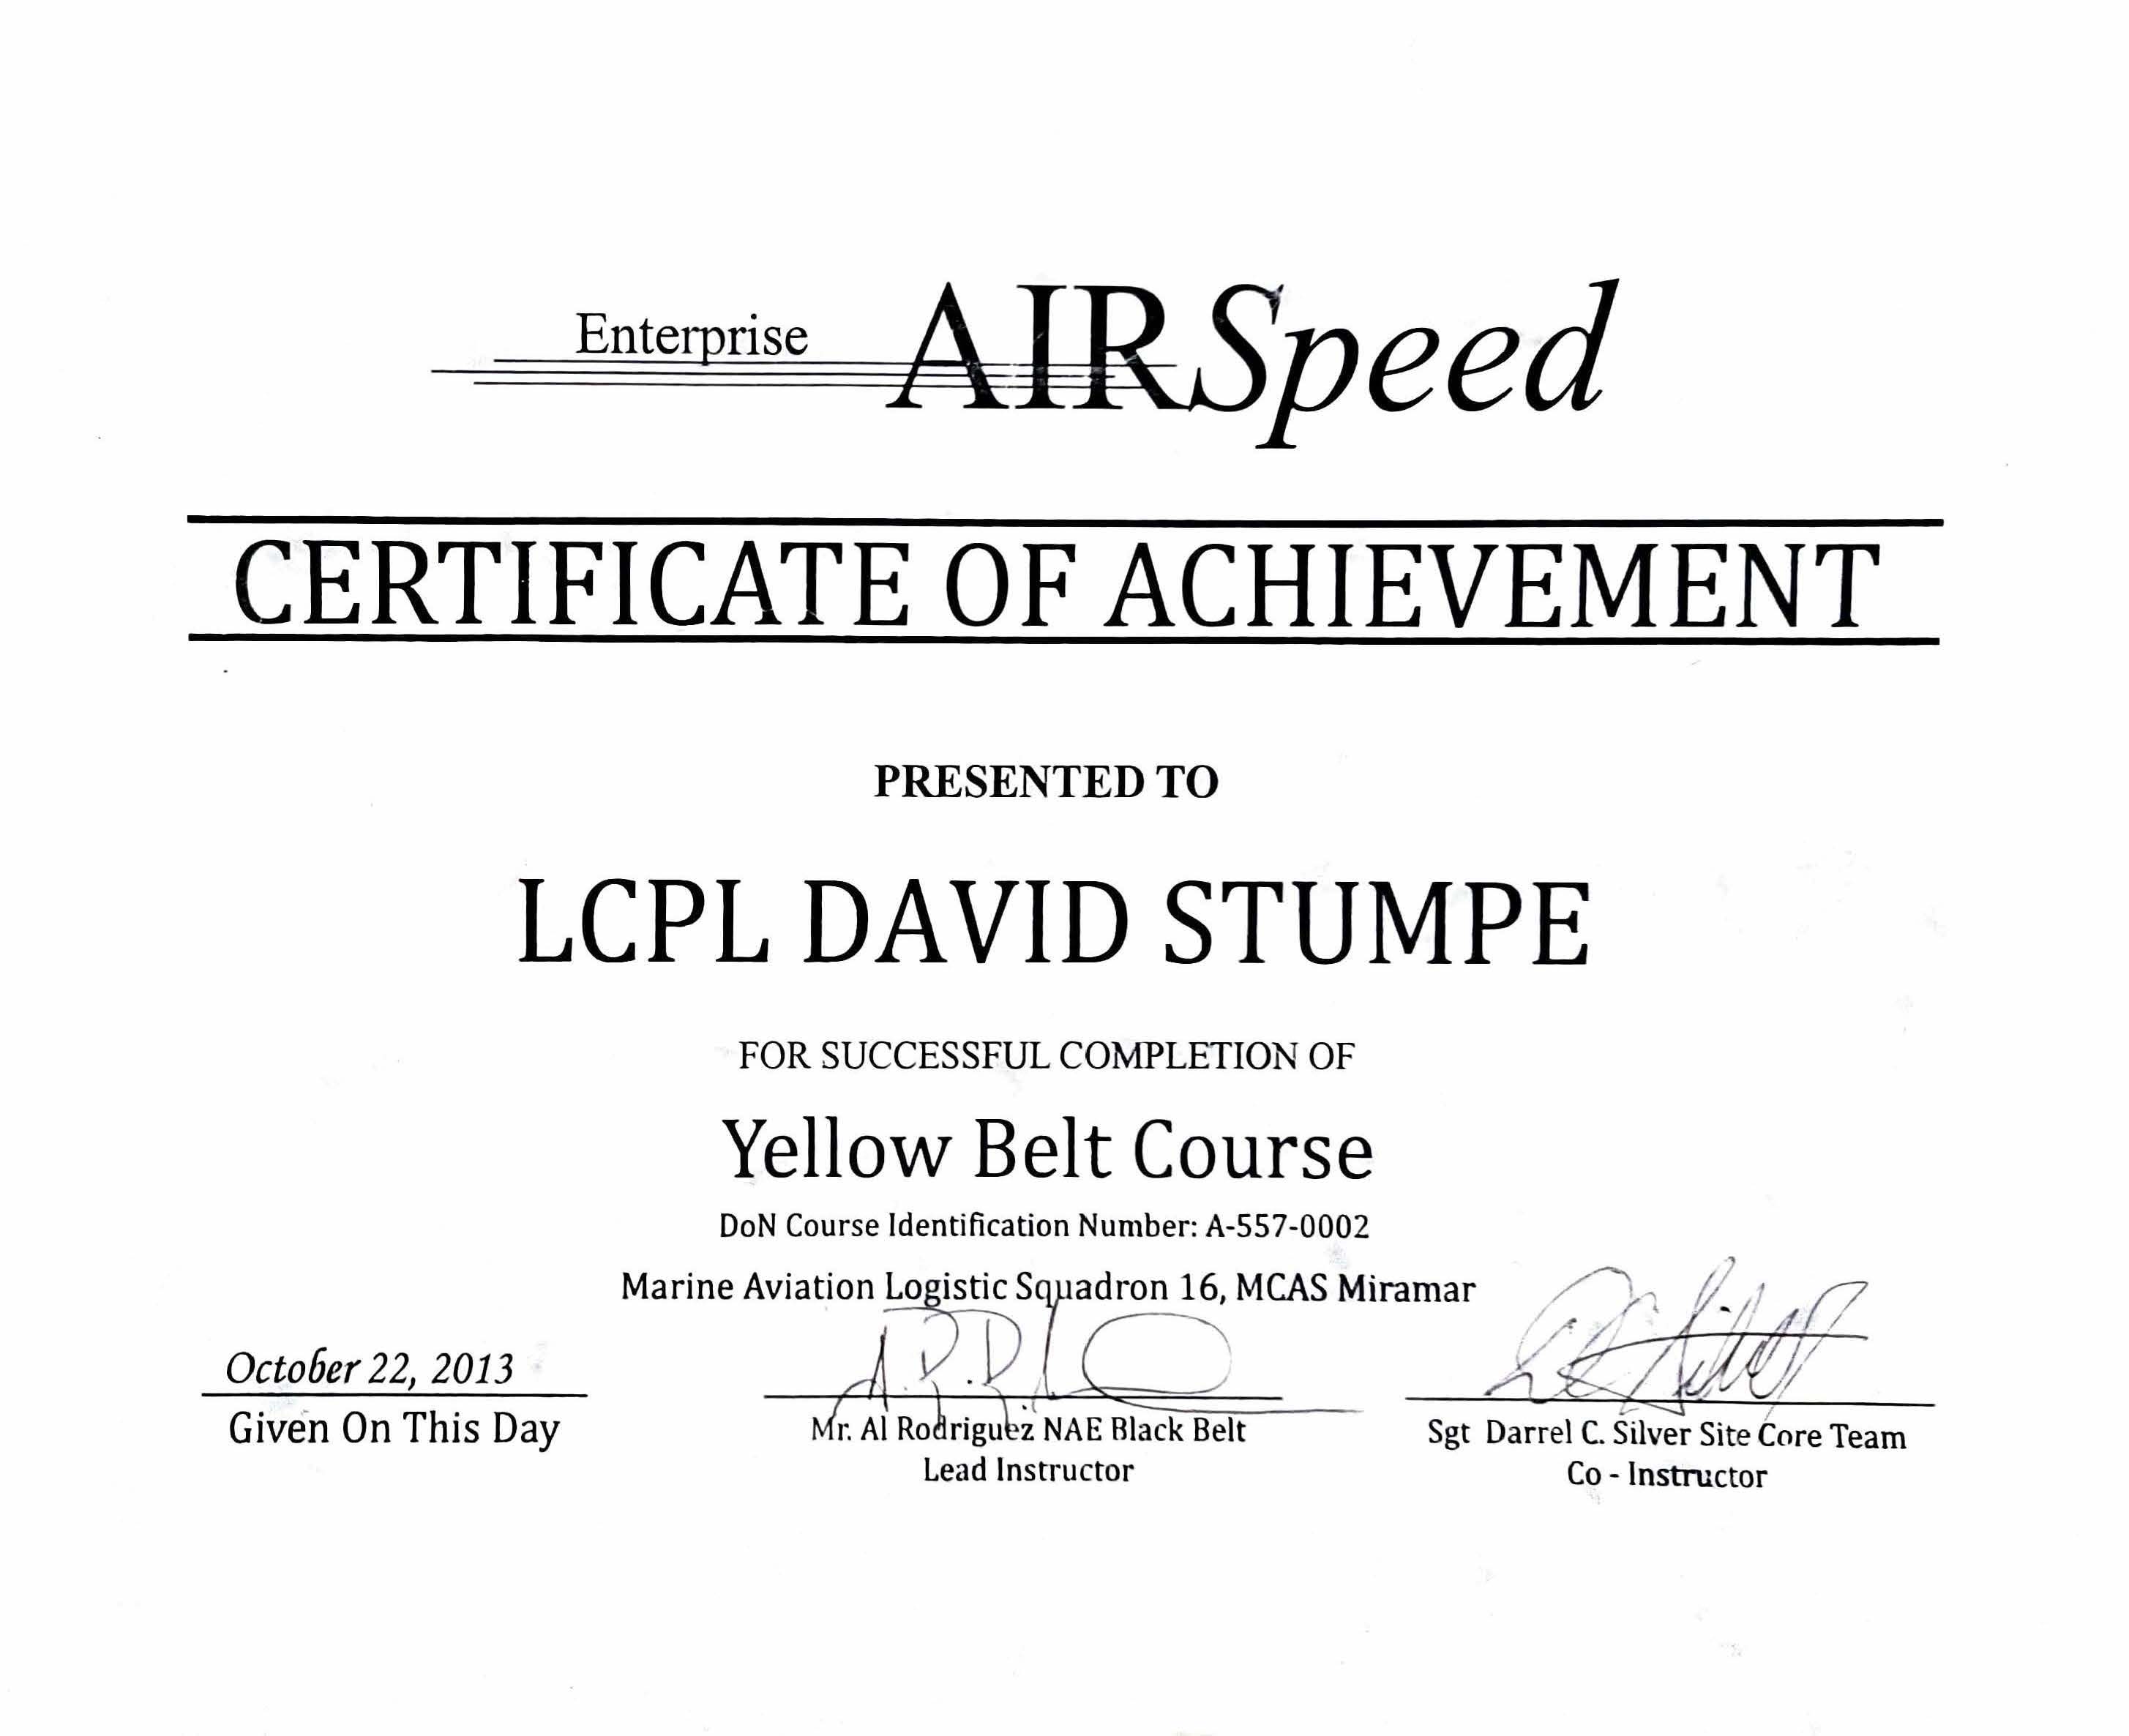 Enterprise AIRSpeed
CERTIFICATE OF ACHIEVEMENT
PRESENTED TO
LCPL DAVID STUMPE
FOR SUCCESSFUL COMPLETION OF
Yellow Belt Course
DoN Course Identification Number: A-557-0002
Marine Aviation Logistic Squadron 16, MCAS Miramar
October 22, 2013
Given On This Day
Mr. Al Rodriguez NAE Black Belt
Lead Instructor
Sgt Darrel C. Silver Site Core Team
Co - Instructor